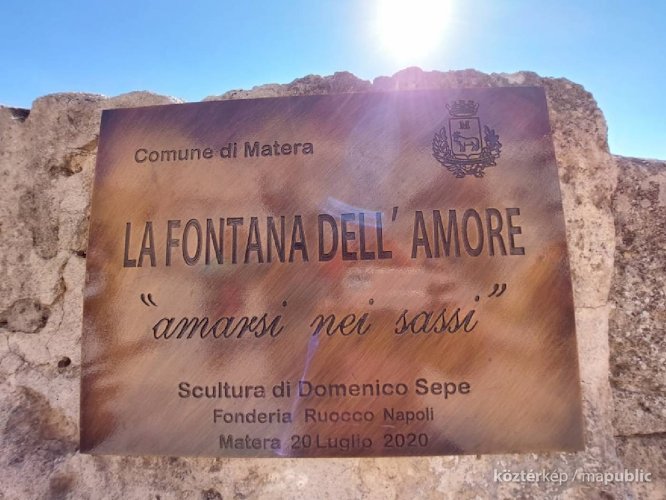 Comune di Matera
M
LA FONTANA DELL' AMORE
"amarsi nei sassi"
Scultura di Domenico Sepe
Fonderia Ruocco Napoli
Matera 20 Luglio 2020
köztérkép / mapublic